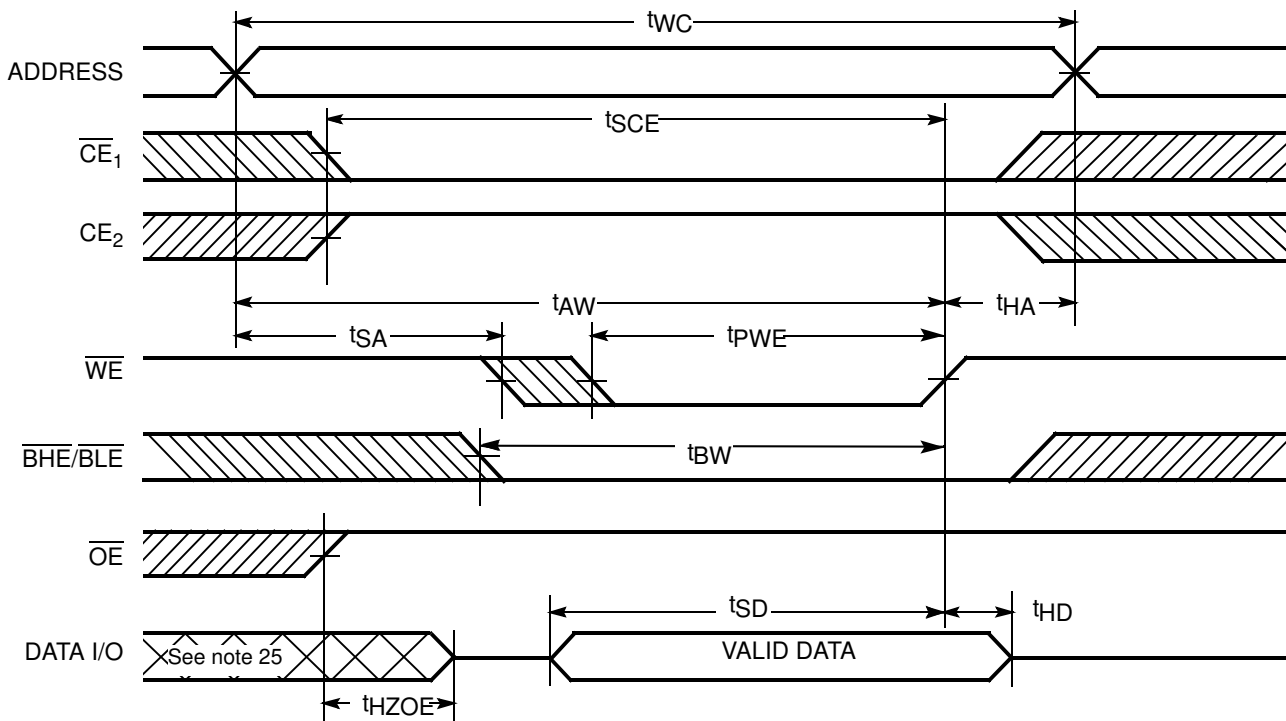 tWC
ADDRESS
tSCE
CE1
CE2
tAW
tHA
tSA
tPWE
WE
BHE/BLE
tBW
OE
tSD
tHD
DATA I/O
See note 25
VALID DATA
tHZOE